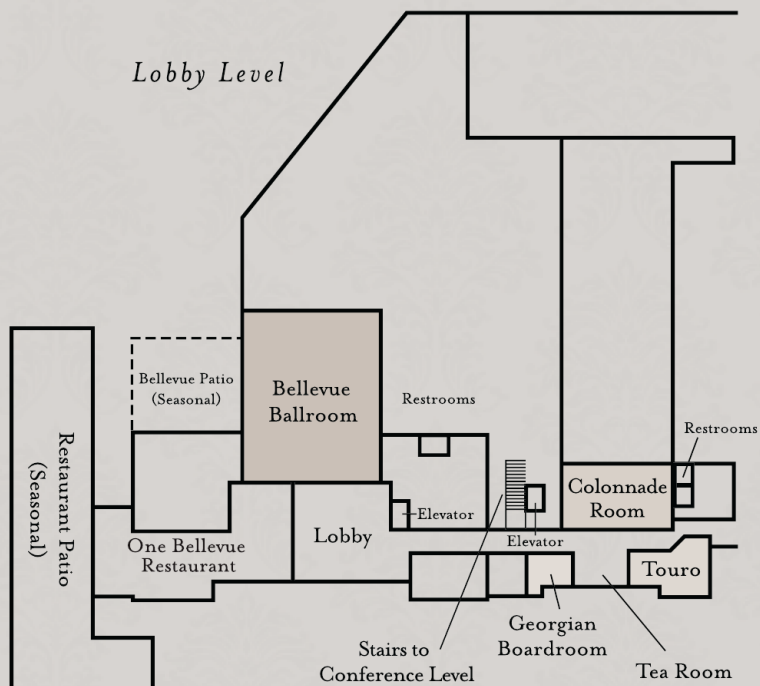 Lobby Level
Bellevue Patio
(Seasonal)
Bellevue
Ballroom
Restrooms
Restrooms
Restaurant Patio
(Seasonal)
Colonnade
Room
Elevator
Lobby
Elevator
One Bellevue
Restaurant
Touro
Georgian
Boardroom
Stairs to
Conference Level
Tea Room